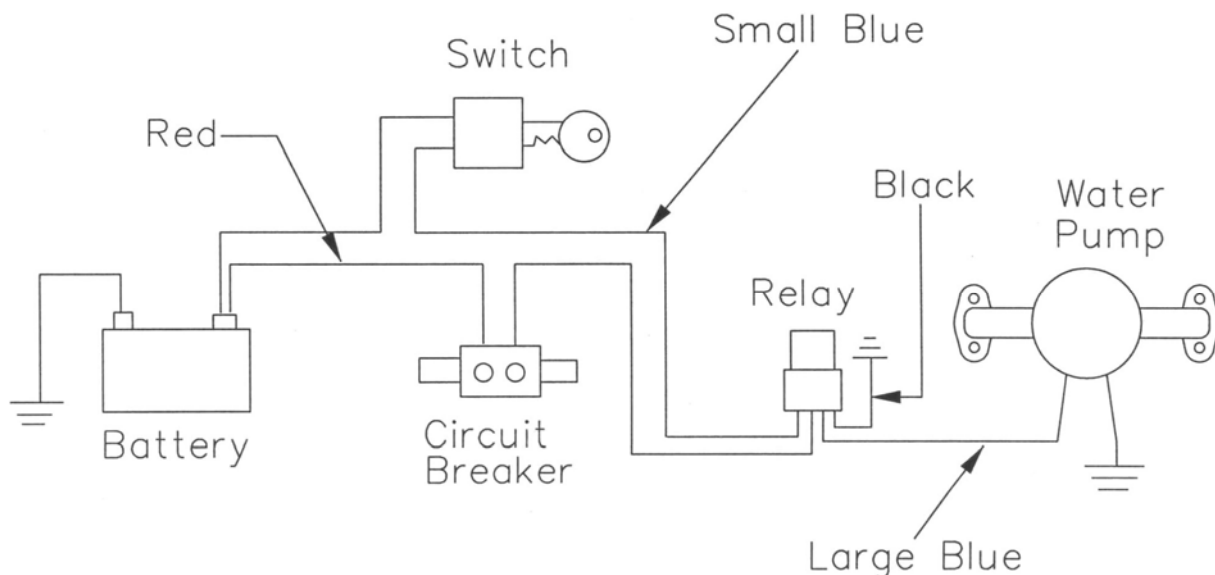 Small Blue
Switch
Red
Black
Water
Pump
Relay
Battery
Circuit
Breaker
Large Blue